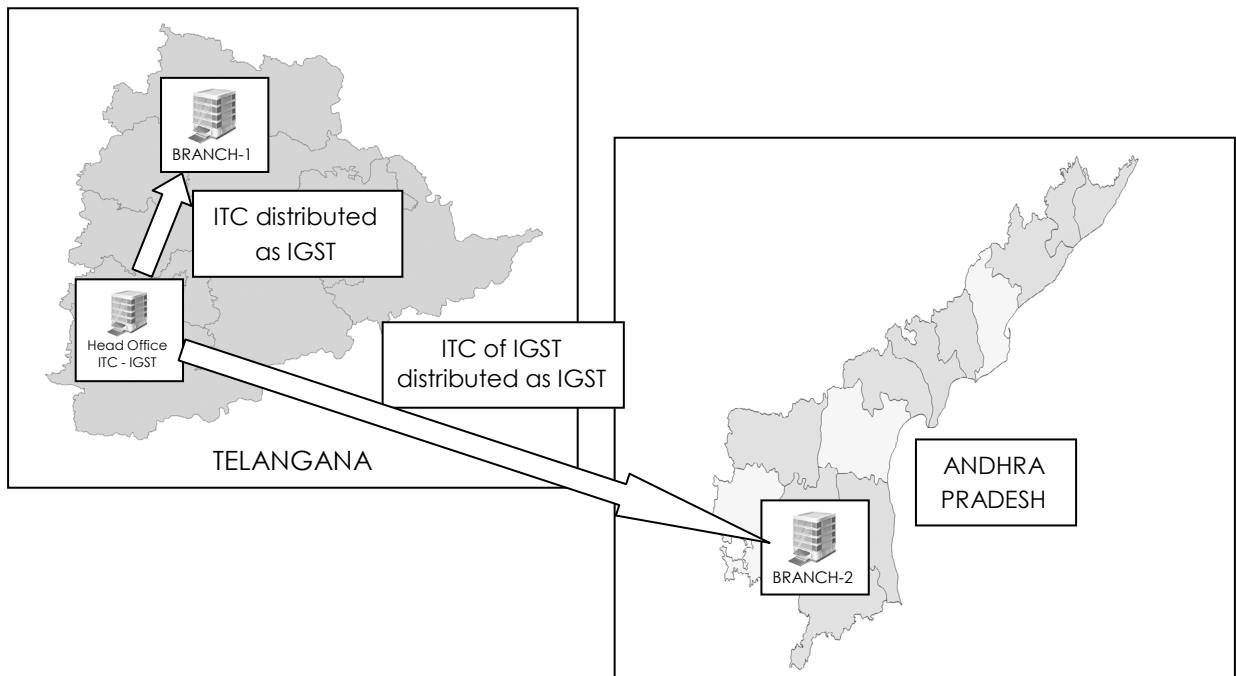 BRANCH-1
ITC distributed
as IGST
Head Office
ITC - IGST
ITC of IGST
distributed as IGST
TELANGANA
ANDHRA
PRADESH
BRANCH-2